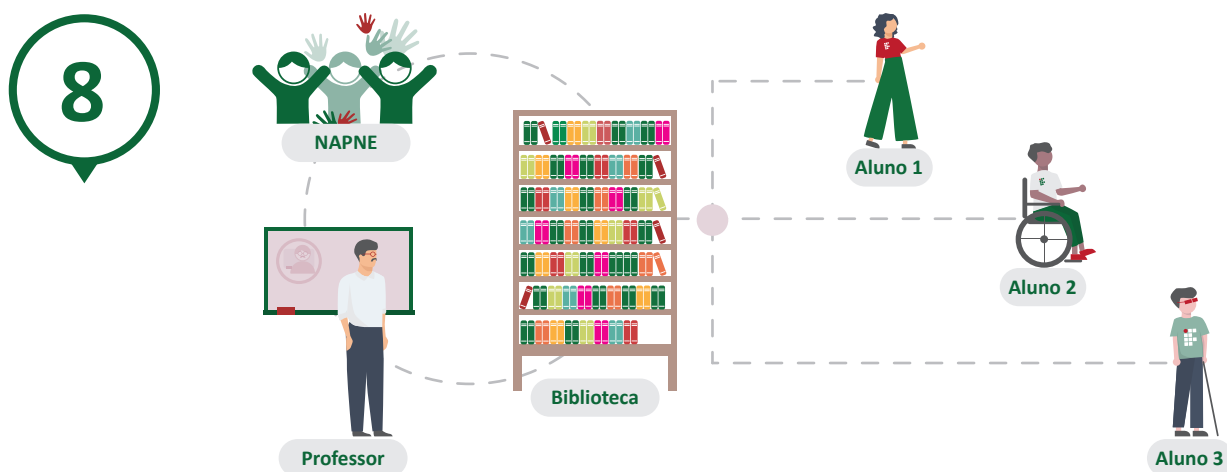 8
NAPNE
Aluno 1
Aluno 2
Biblioteca
Professor
Aluno 3